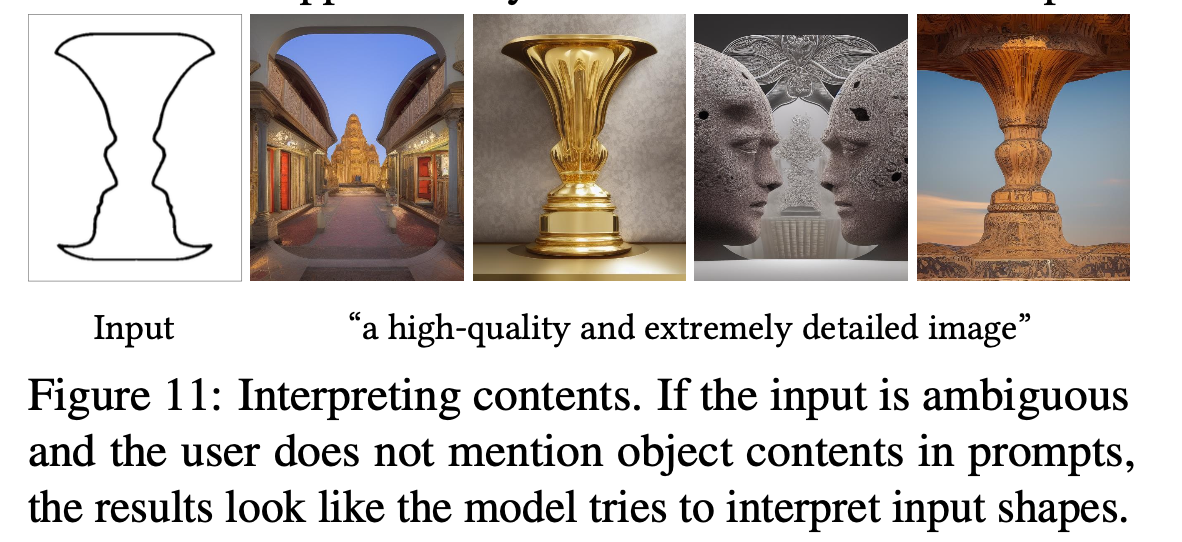 Input
“a high-quality and extremely detailed image”
Figure 11: Interpreting contents. If the input is ambiguous
and the user does not mention object contents in prompts,
the results look like the model tries to interpret input shapes.